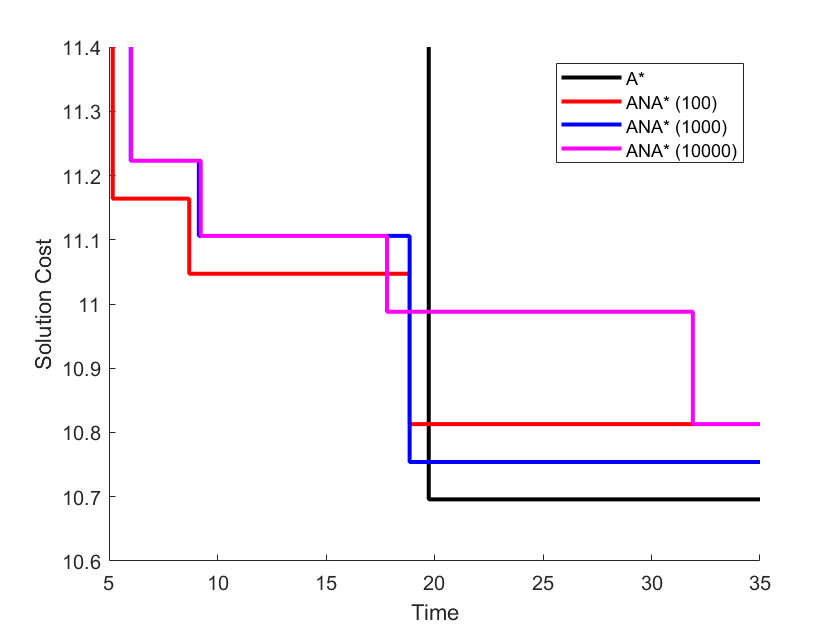 11.4
11.3
11.2
11.1
11
10.9
10.8
10.7
10.6
Solution Cost
A*
ANA* (100)
ANA* (1000)
ANA* (10000)
5 10 15 20 25 30 35
Time